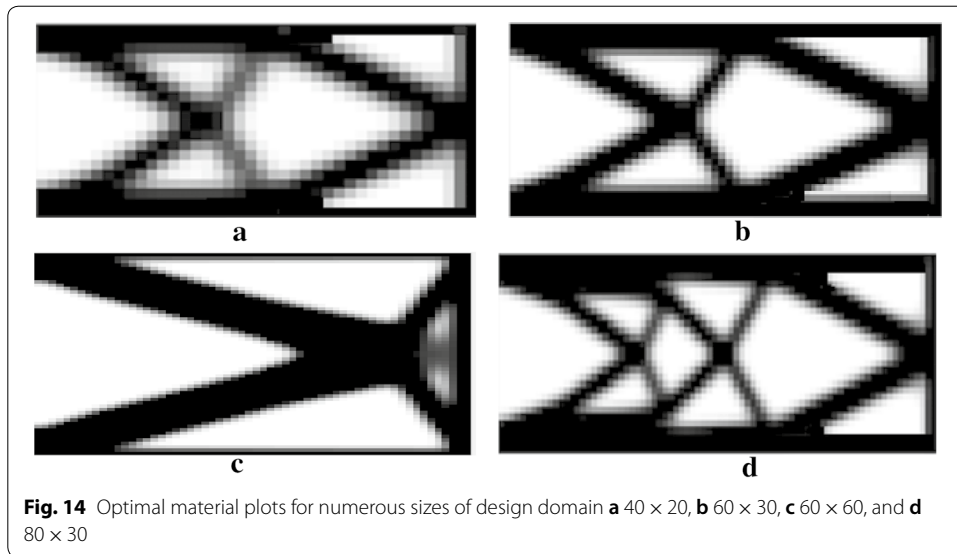 a
b
c
d
Fig. 14 Optimal material plots for numerous sizes of design domain a 40 × 20, b 60 × 30, c 60 × 60, and d
80 × 30